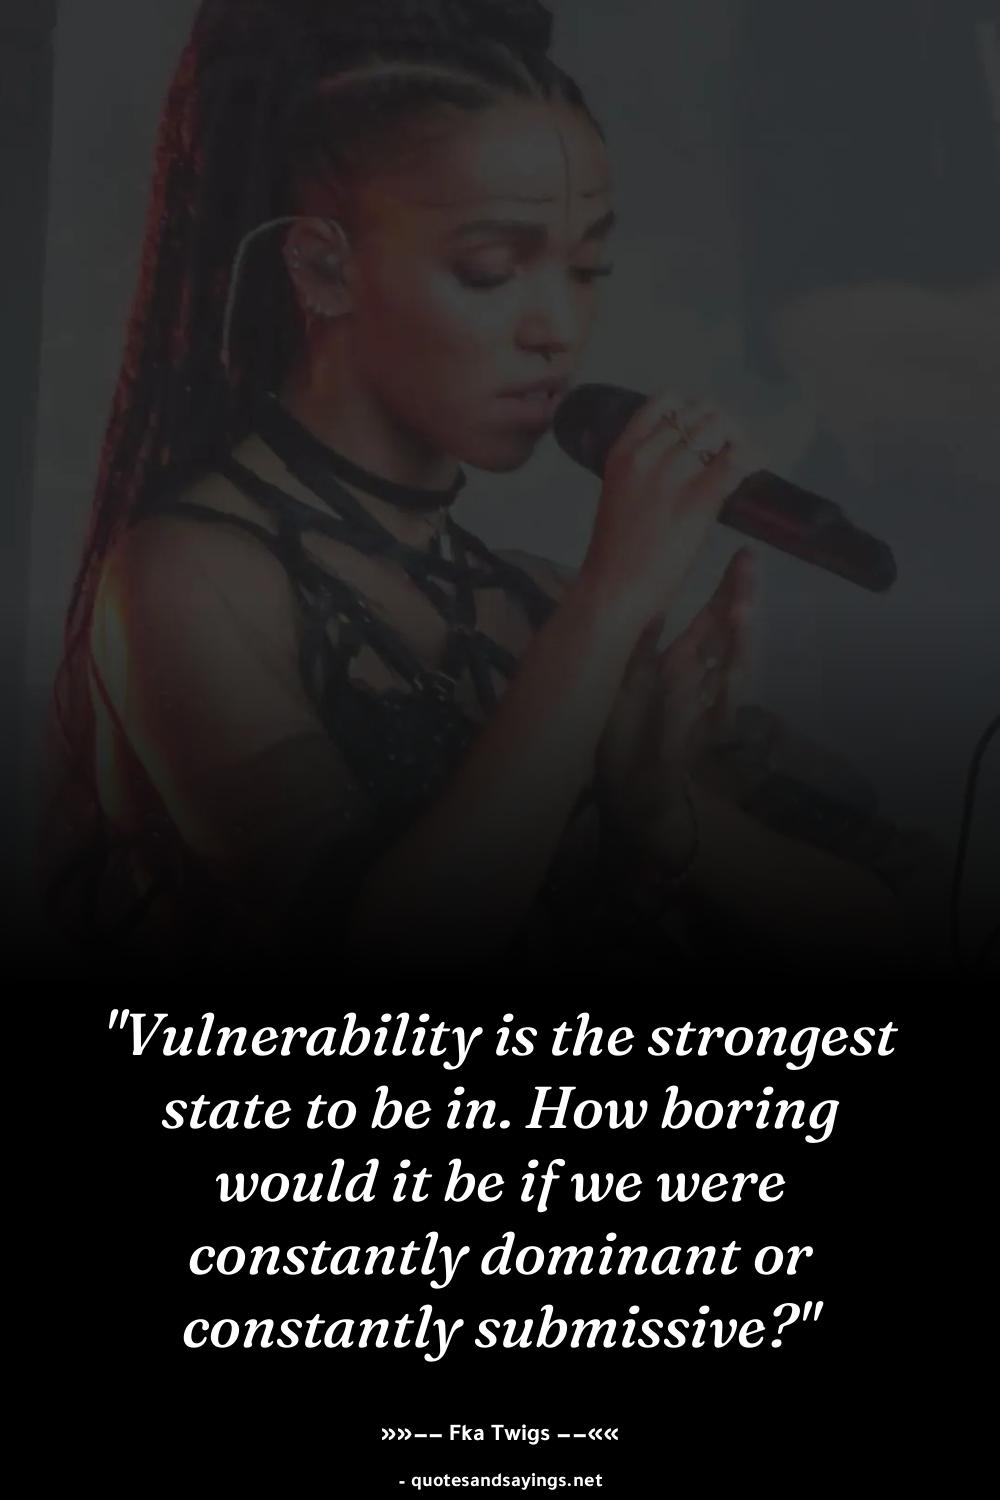 "Vulnerability is the strongest
state to be in. How boring
would it be if we were
constantly dominant or
constantly submissive?"
»»–– Fka Twigs ––««
- quotesandsayings.net